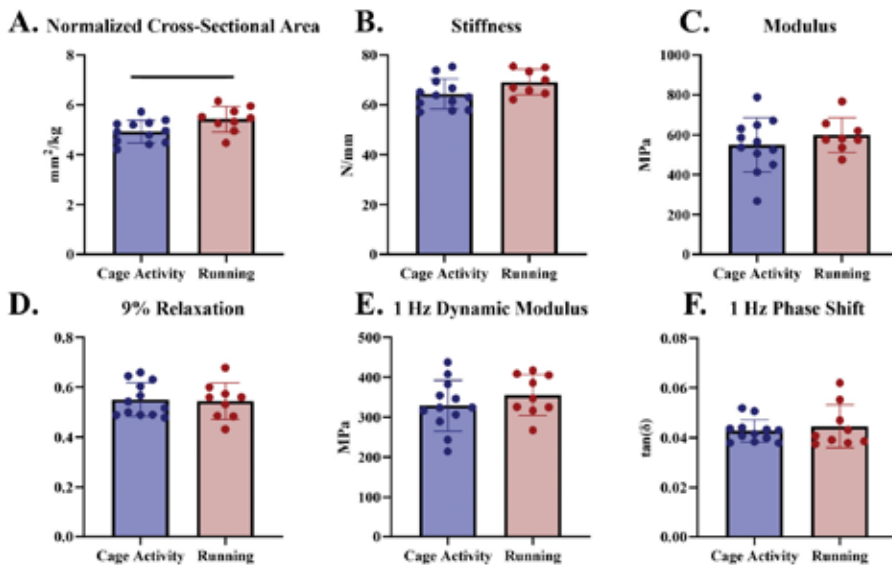 A. Normalized Cross-Sectional Area
mm²/kg
8
6
4
2
0
Cage Activity Running
B. Stiffness
N/mm
80
60
40
20
0
Cage Activity Running
C. Modulus
MPa
1000
800
600
400
200
0
Cage Activity Running
D. 9% Relaxation
0.8
0.6
0.4
0.2
0.0
Cage Activity Running
E. 1 Hz Dynamic Modulus
MPa
500
400
300
200
100
0
Cage Activity Running
F. 1 Hz Phase Shift
tan(δ)
0.08
0.06
0.04
0.02
0.00
Cage Activity Running